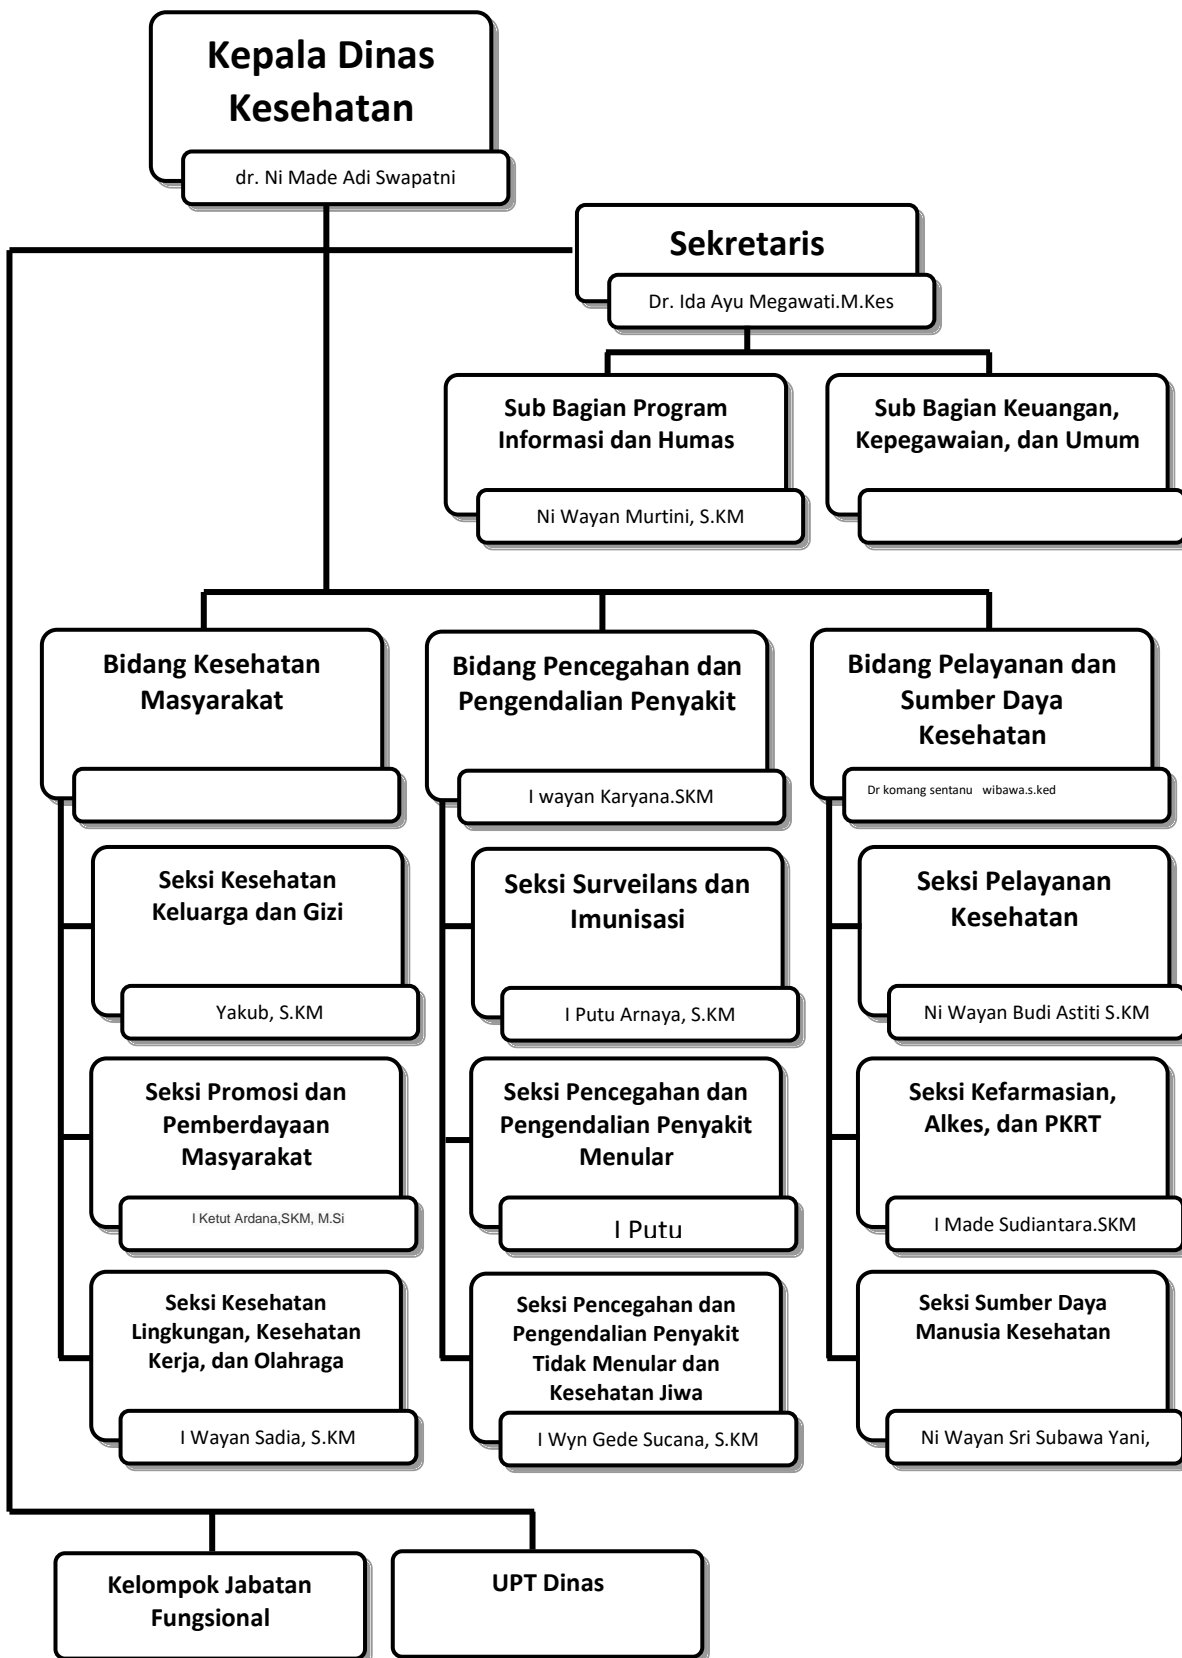 Kepala Dinas
Kesehatan
dr. Ni Made Adi Swapatni
Sekretaris
Dr. Ida Ayu Megawati.M.Kes
Sub Bagian Program
Informasi dan Humas
Ni Wayan Murtini, S.KM
Sub Bagian Keuangan,
Kepegawaian, dan Umum
Bidang Kesehatan
Masyarakat
Bidang Pencegahan dan
Pengendalian Penyakit
I wayan Karyana.SKM
Bidang Pelayanan dan
Sumber Daya
Kesehatan
Dr komang sentanu wibawa.s.ked
Seksi Kesehatan
Keluarga dan Gizi
Yakub, S.KM
Seksi Surveilans dan
Imunisasi
I Putu Arnaya, S.KM
Seksi Pelayanan
Kesehatan
Ni Wayan Budi Astiti S.KM
Seksi Promosi dan
Pemberdayaan
Masyarakat
I Ketut Ardana,SKM, M.Si
Seksi Pencegahan dan
Pengendalian Penyakit
Menular
I Putu
Seksi Kefarmasian,
Alkes, dan PKRT
I Made Sudiantara.SKM
Seksi Kesehatan
Lingkungan, Kesehatan
Kerja, dan Olahraga
I Wayan Sadia, S.KM
Seksi Pencegahan dan
Pengendalian Penyakit
Tidak Menular dan
Kesehatan Jiwa
I Wyn Gede Sucana, S.KM
Seksi Sumber Daya
Manusia Kesehatan
Ni Wayan Sri Subawa Yani,
Kelompok Jabatan
Fungsional
UPT Dinas